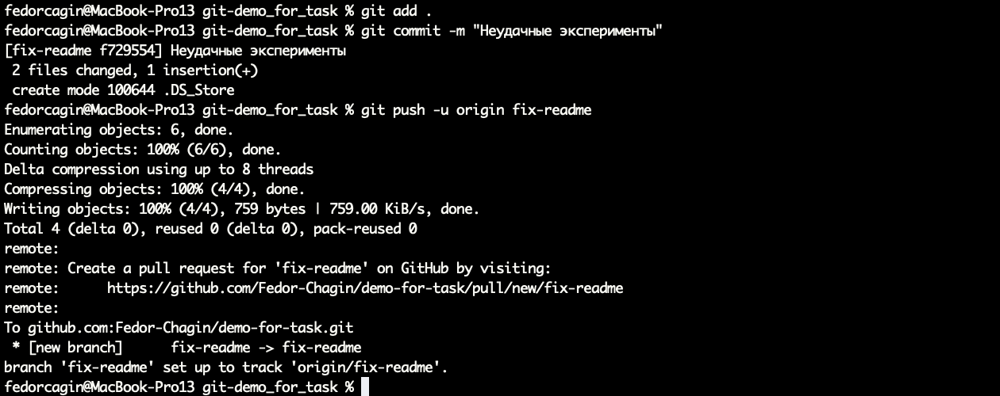 fedorcagin@MacBook-Pro13 git-demo_for_task % git add .
fedorcagin@MacBook-Pro13 git-demo_for_task % git commit -m "Неудачные эксперименты"
[fix-readme f729554] Неудачные эксперименты
 2 files changed, 1 insertion(+)
 create mode 100644 .DS_Store
fedorcagin@MacBook-Pro13 git-demo_for_task % git push -u origin fix-readme
Enumerating objects: 6, done.
Counting objects: 100% (6/6), done.
Delta compression using up to 8 threads
Compressing objects: 100% (4/4), done.
Writing objects: 100% (4/4), 759 bytes | 759.00 KiB/s, done.
Total 4 (delta 0), reused 0 (delta 0), pack-reused 0
remote:
remote: Create a pull request for 'fix-readme' on GitHub by visiting:
remote:      https://github.com/Fedor-Chagin/demo-for-task/pull/new/fix-readme
remote:
To github.com:Fedor-Chagin/demo-for-task.git
 * [new branch]      fix-readme -> fix-readme
branch 'fix-readme' set up to track 'origin/fix-readme'.
fedorcagin@MacBook-Pro13 git-demo_for_task %